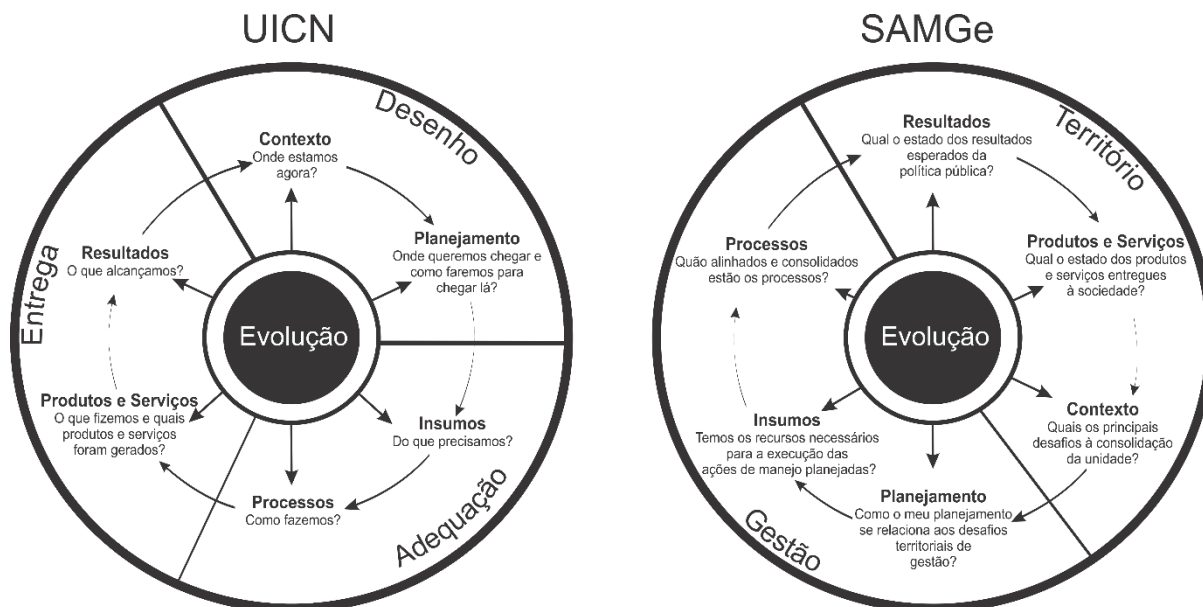 UICN
Desenho
Contexto
Onde estamos
agora?
Planejamento
Onde queremos chegar e
como faremos para
chegar lá?
Adequação
Insumos
Do que precisamos?
Processos
Como fazemos?
Entrega
Produtos e Serviços
O que fizemos e quais
produtos e serviços
foram gerados?
Resultados
O que alcançamos?
Evolução
SAMGe
Território
Resultados
Qual o estado dos resultados
esperados da
política pública?
Produtos e Serviços
Qual o estado dos produtos
e serviços entregues
à sociedade?
Contexto
Quais os principais
desafios à consolidação
da unidade?
Gestão
Planejamento
Como o meu planejamento
se relaciona aos desafios
territoriais de
gestão?
Insumos
Temos os recursos necessários
para a execução das
ações de manejo planejadas?
Processos
Quão alinhados e consolidados
estão os processos?
Evolução